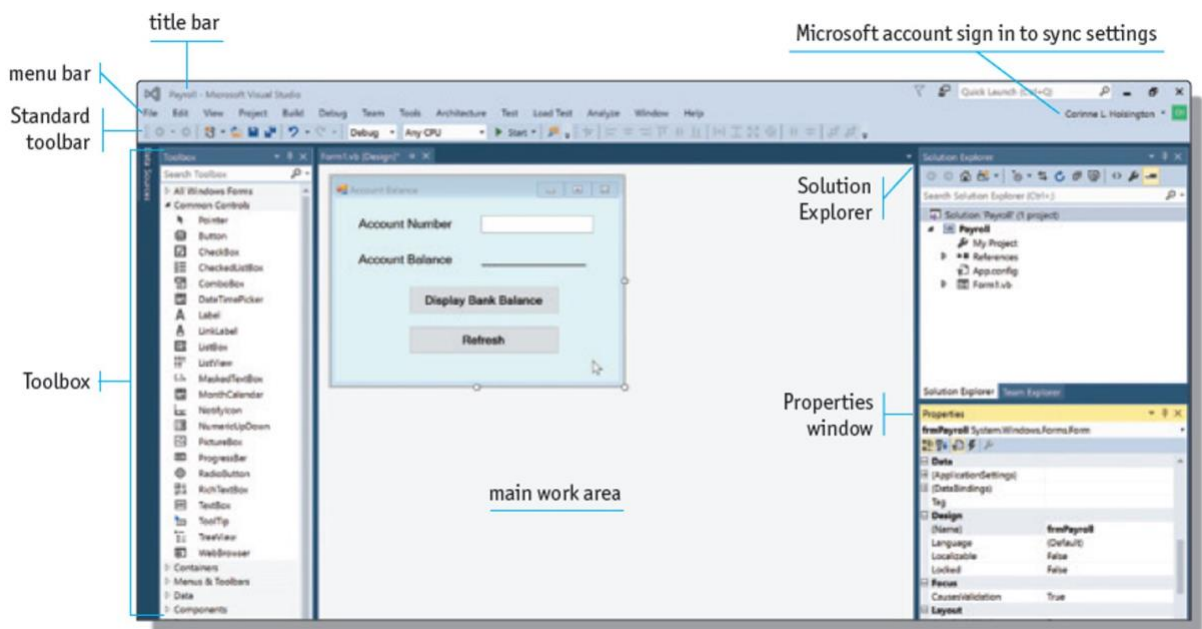 title bar
Microsoft account sign in to sync settings
menu bar
Standard
toolbar
Payroll - Microsoft Visual Studio
Quick Launch (Ctrl+Q)
File Edit View Project Build Debug Team Tools Architecture Test Load Test Analyze Window Help
Corinne L. Hoisington
Debug Any CPU Start
Data Sources
Toolbox
Search Toolbox
All Windows Forms
Common Controls
Pointer
Button
CheckBox
CheckedListBox
ComboBox
DateTimePicker
Label
LinkLabel
ListBox
ListView
MaskedTextBox
MonthCalendar
NotifyIcon
NumericUpDown
PictureBox
ProgressBar
RadioButton
RichTextBox
TextBox
ToolTip
TreeView
WebBrowser
Containers
Menus & Toolbars
Data
Components
Toolbox
Form1.vb [Design]*
Account Balance
Account Number
Account Balance
Display Bank Balance
Refresh
main work area
Solution
Explorer
Solution Explorer
Search Solution Explorer (Ctrl+;)
Solution 'Payroll' (1 project)
Payroll
My Project
References
App.config
Form1.vb
Solution Explorer Team Explorer
Properties
window
Properties
frmPayroll System.Windows.Forms.Form
Data
(ApplicationSettings)
(DataBindings)
Tag
Design
(Name) frmPayroll
Language (Default)
Localizable False
Locked False
Focus
CausesValidation True
Layout